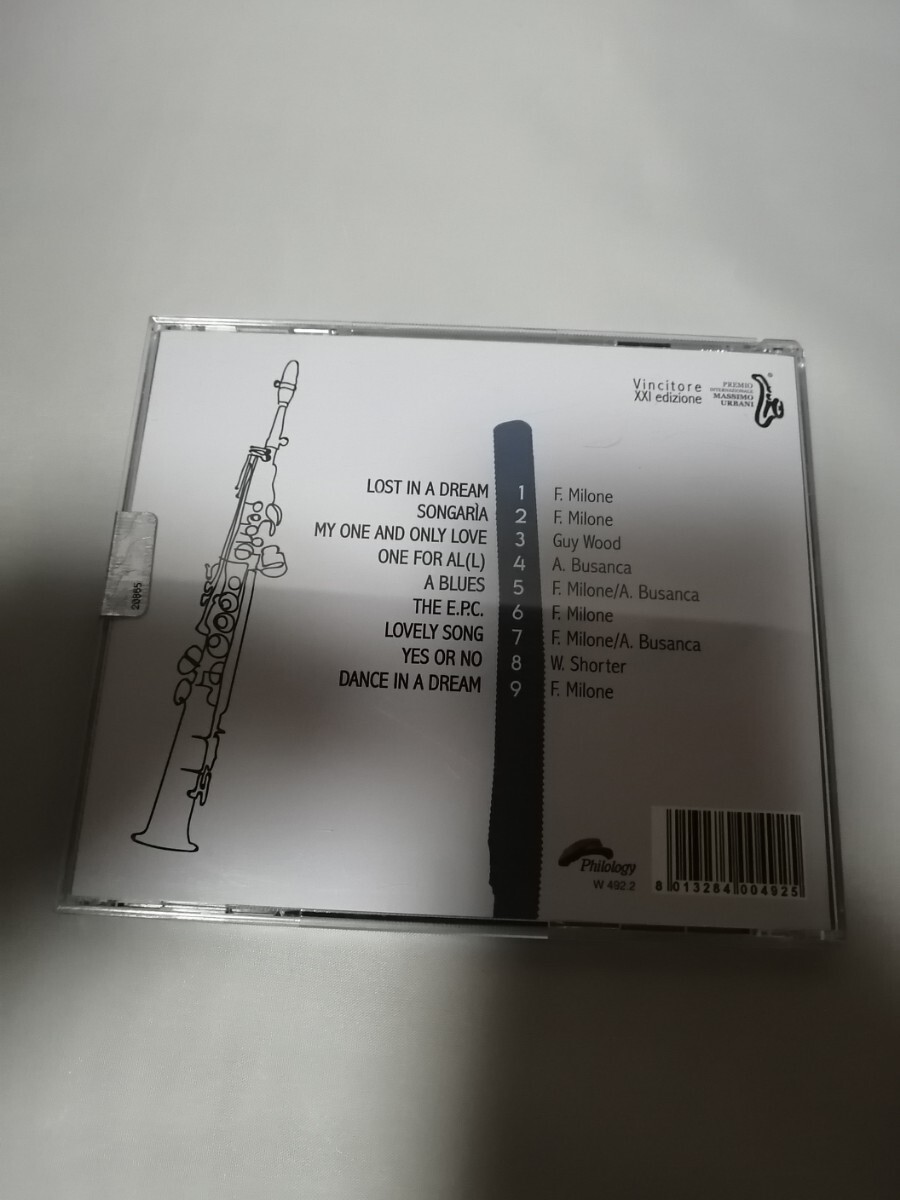 Vincitore
XXI edizione
PREMIO
INTERNAZIONALE
MASSIMO
URBANI
LOST IN A DREAM 1 F. Milone
SONGARÌA 2 F. Milone
MY ONE AND ONLY LOVE 3 Guy Wood
ONE FOR AL(L) 4 A. Busanca
A BLUES 5 F. Milone/A. Busanca
THE E.P.C. 6 F. Milone
LOVELY SONG 7 F. Milone/A. Busanca
YES OR NO 8 W. Shorter
DANCE IN A DREAM 9 F. Milone
20865
Philology
W 492.2
8 013284 004925